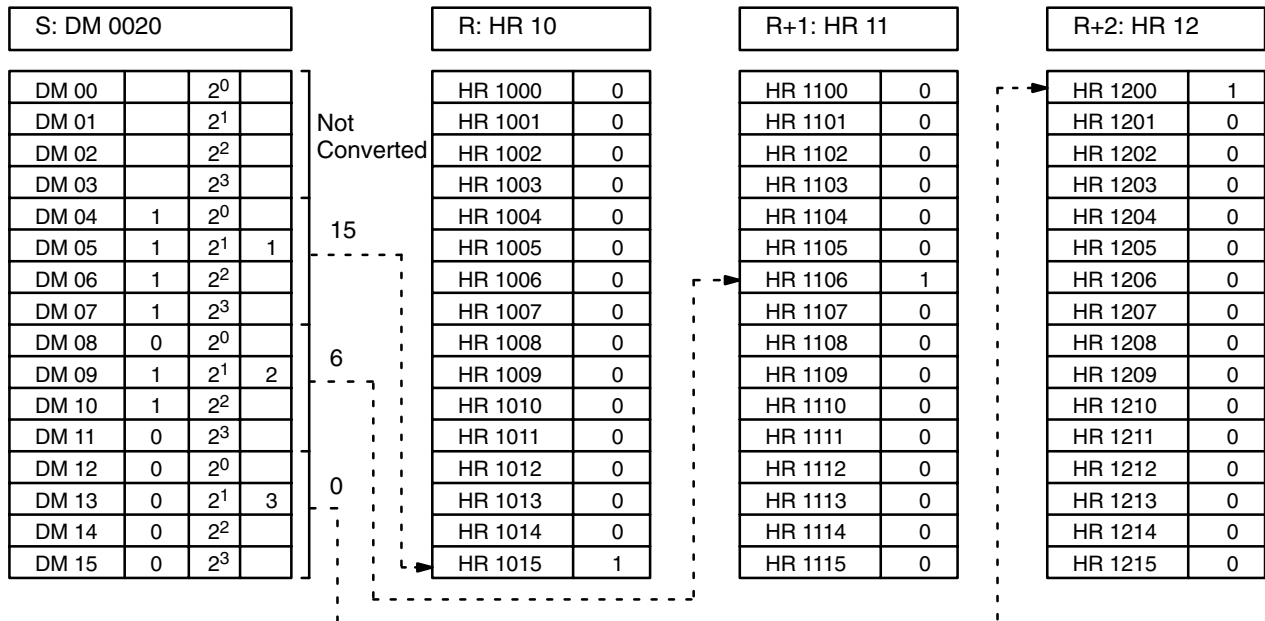 S: DM 0020 R: HR 10 R+1: HR 11 R+2: HR 12
DM 00 2⁰ HR 1000 0 HR 1100 0 HR 1200 1
DM 01 2¹ Not HR 1001 0 HR 1101 0 HR 1201 0
DM 02 2² Converted HR 1002 0 HR 1102 0 HR 1202 0
DM 03 2³ HR 1003 0 HR 1103 0 HR 1203 0
DM 04 1 2⁰ 15 HR 1004 0 HR 1104 0 HR 1204 0
DM 05 1 2¹ 1 HR 1005 0 HR 1105 0 HR 1205 0
DM 06 1 2² HR 1006 0 HR 1106 1 HR 1206 0
DM 07 1 2³ HR 1007 0 HR 1107 0 HR 1207 0
DM 08 0 2⁰ 6 HR 1008 0 HR 1108 0 HR 1208 0
DM 09 1 2¹ 2 HR 1009 0 HR 1109 0 HR 1209 0
DM 10 1 2² HR 1010 0 HR 1110 0 HR 1210 0
DM 11 0 2³ HR 1011 0 HR 1111 0 HR 1211 0
DM 12 0 2⁰ 0 HR 1012 0 HR 1112 0 HR 1212 0
DM 13 0 2¹ 3 HR 1013 0 HR 1113 0 HR 1213 0
DM 14 0 2² HR 1014 0 HR 1114 0 HR 1214 0
DM 15 0 2³ HR 1015 1 HR 1115 0 HR 1215 0